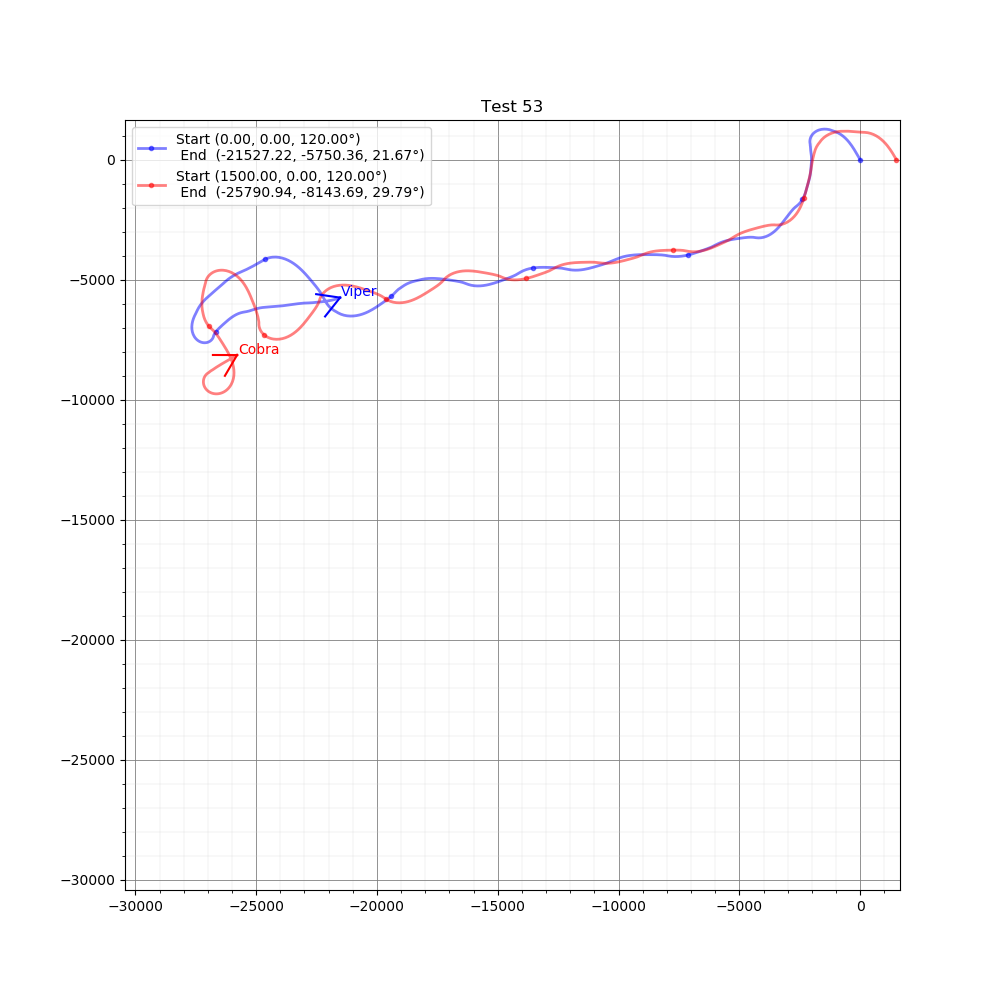 Test 53
Start (0.00, 0.00, 120.00°)
End (-21527.22, -5750.36, 21.67°)
Start (1500.00, 0.00, 120.00°)
End (-25790.94, -8143.69, 29.79°)
0
−5000
−10000
−15000
−20000
−25000
−30000
Viper
Cobra
−30000 −25000 −20000 −15000 −10000 −5000 0